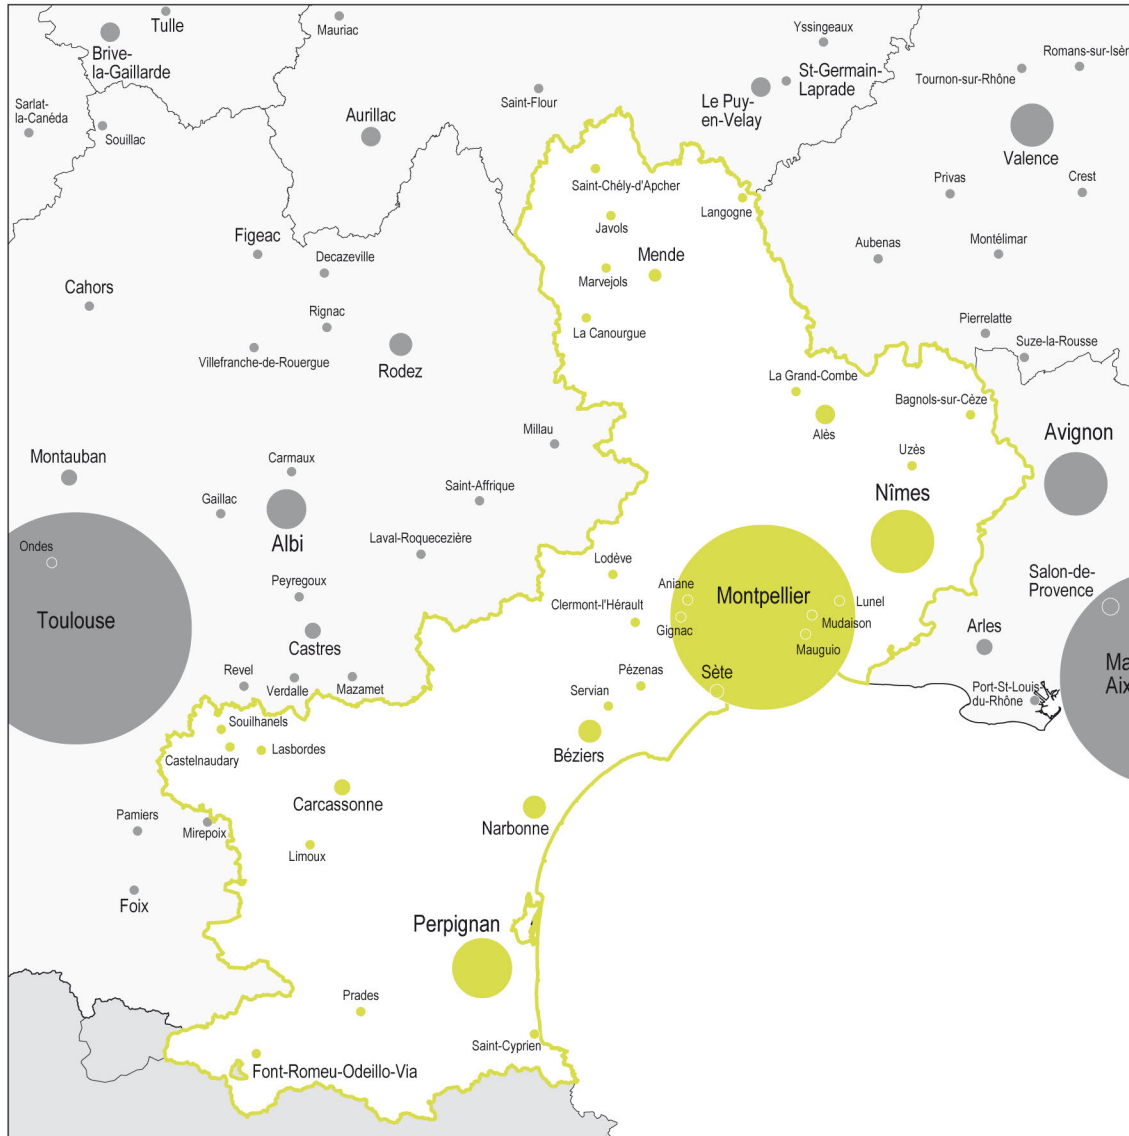 Tulle
Mauriac
Brive-
la-Gaillarde
Yssingeaux
Romans-sur-Isèr
St-Germain-
Laprade
Tournon-sur-Rhône
Sarlat-
la-Canéda
Souillac
Aurillac
Saint-Flour
Le Puy-
en-Velay
Valence
Saint-Chély-d'Apcher
Langogne
Privas
Crest
Javols
Figeac
Decazeville
Mende
Aubenas
Montélimar
Cahors
Marvejols
Rignac
La Canourgue
Pierrelatte
Suze-la-Rousse
Villefranche-de-Rouergue
Rodez
La Grand-Combe
Bagnols-sur-Cèze
Alès
Millau
Avignon
Montauban
Carmaux
Uzès
Gaillac
Saint-Affrique
Nîmes
Albi
Laval-Roquecezière
Ondes
Lodève
Salon-de-
Provence
Peyregoux
Aniane
Montpellier
Lunel
Clermont-l'Hérault
Toulouse
Gignac
Mudaison
Arles
Castres
Mauguio
Ma
Aix
Revel
Verdalle
Mazamet
Pézenas
Sète
Port-St-Louis
du-Rhône
Servian
Souilhanels
Castelnaudary
Lasbordes
Béziers
Carcassonne
Narbonne
Pamiers
Mirepoix
Limoux
Foix
Perpignan
Prades
Saint-Cyprien
Font-Romeu-Odeillo-Via